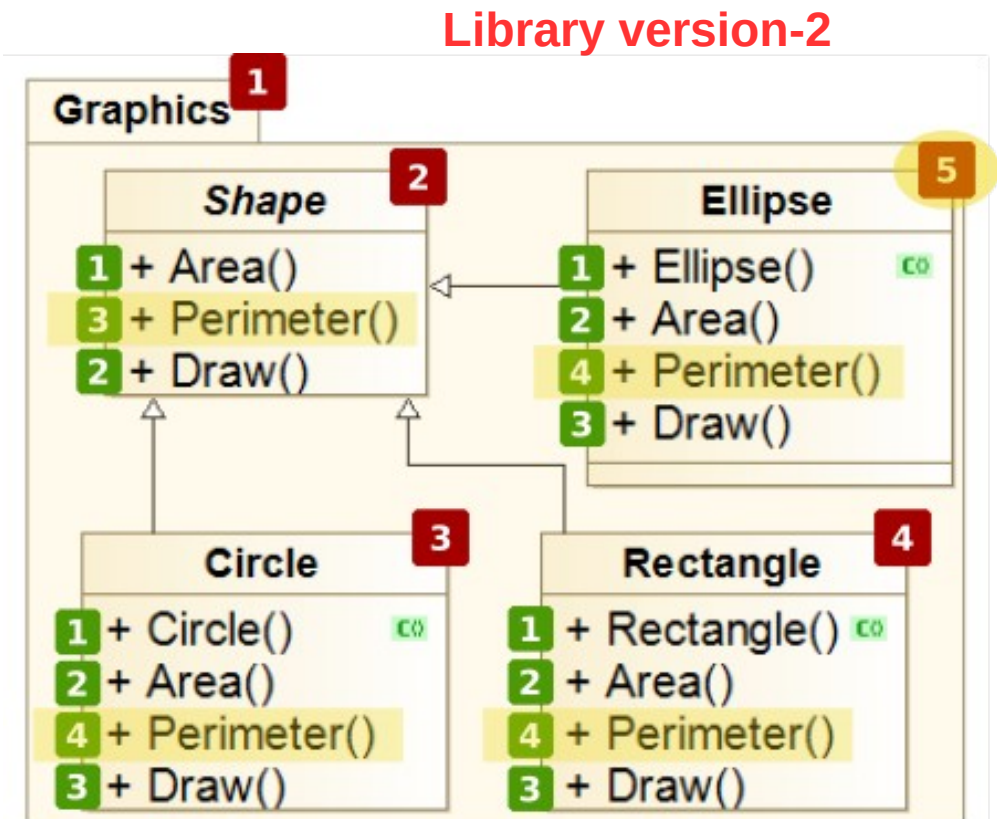 Library version-2
1
Graphics
2
Shape
1 + Area()
3 + Perimeter()
2 + Draw()
5
Ellipse
1 + Ellipse() C()
2 + Area()
4 + Perimeter()
3 + Draw()
3
Circle
1 + Circle() C()
2 + Area()
4 + Perimeter()
3 + Draw()
4
Rectangle
1 + Rectangle() C()
2 + Area()
4 + Perimeter()
3 + Draw()